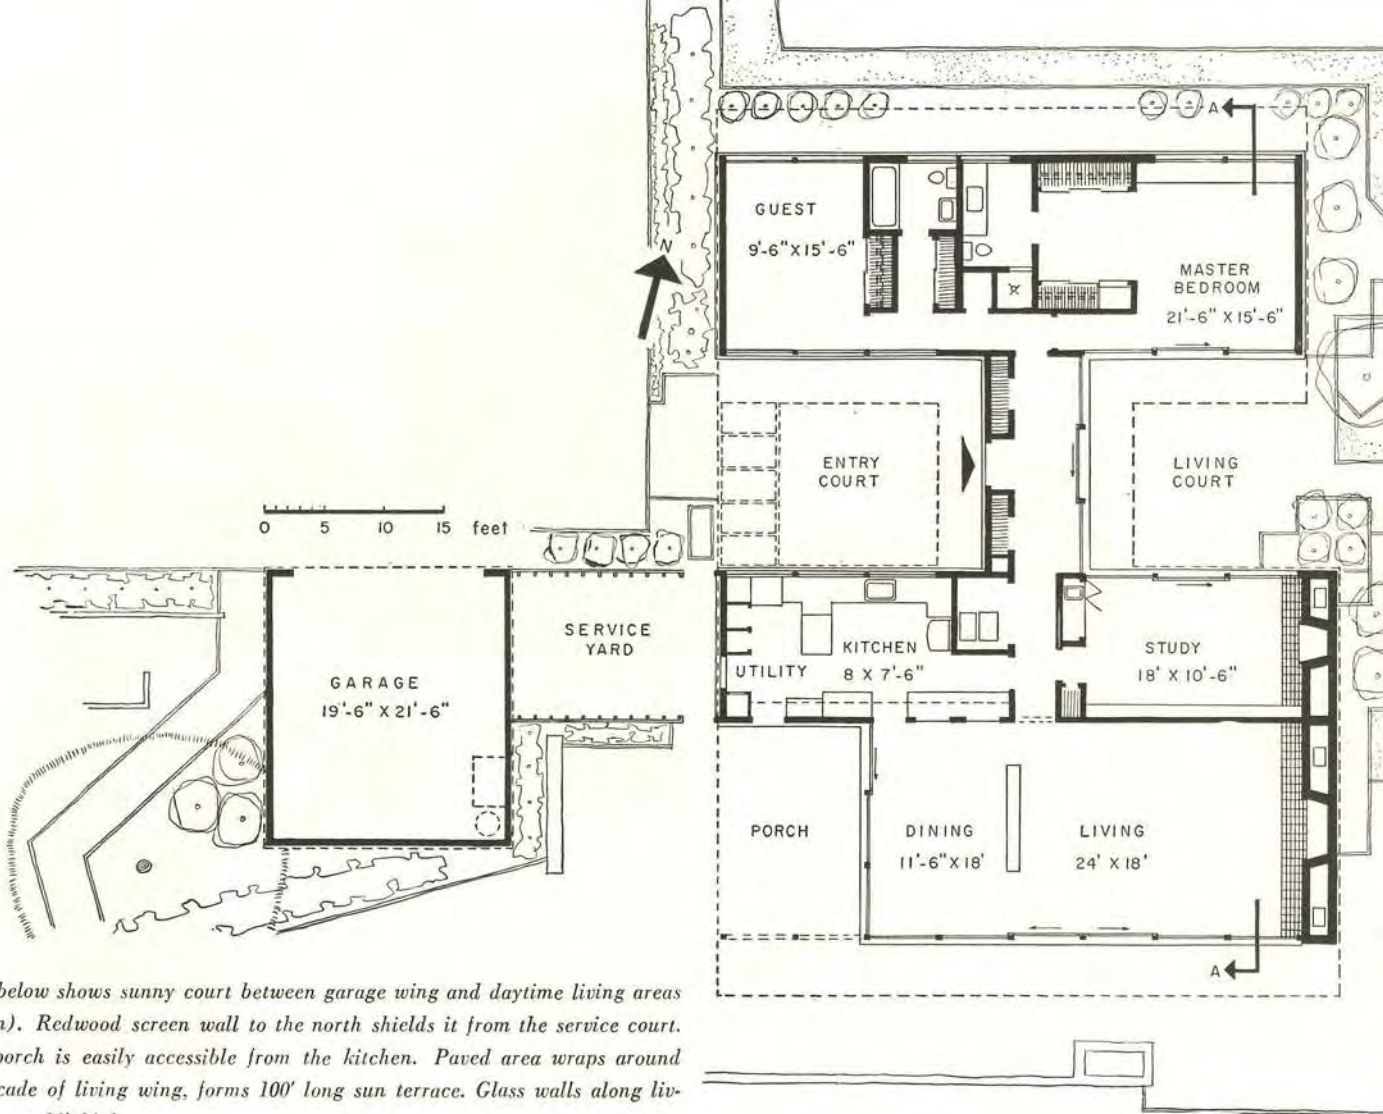 A
GUEST
9'-6" X 15'-6"
N
MASTER
BEDROOM
21'-6" X 15'-6"
ENTRY
COURT
LIVING
COURT
0 5 10 15 feet
SERVICE
YARD
GARAGE
19'-6" X 21'-6"
UTILITY
KITCHEN
8 X 7'-6"
STUDY
18' X 10'-6"
PORCH
DINING
11'-6" X 18'
LIVING
24' X 18'
A
below shows sunny court between garage wing and daytime living areas
n). Redwood screen wall to the north shields it from the service court.
porch is easily accessible from the kitchen. Paved area wraps around
cade of living wing, forms 100' long sun terrace. Glass walls along liv-